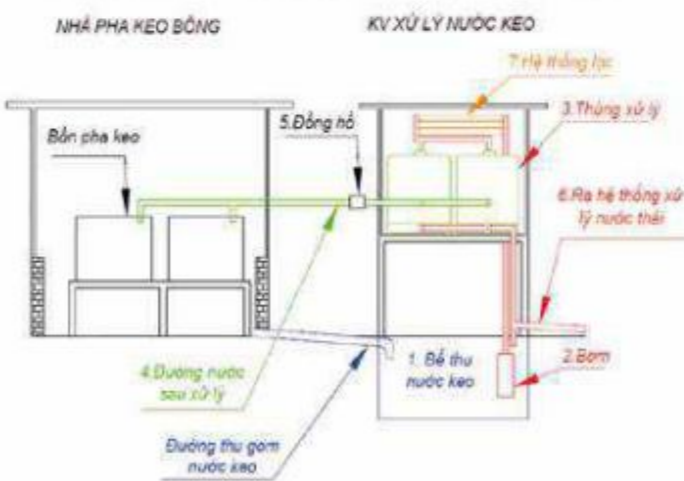 NHÀ PHA KEO BÔNG
KV XỬ LÝ NƯỚC KEO
7.Hệ thống lọc
3.Thùng xử lý
5.Đồng hồ
Bồn pha keo
6.Ra hệ thống xử
lý nước thải
1. Bể thu
nước keo
2.Bơm
4.Đường nước
sau xử lý
Đường thu gom
nước keo